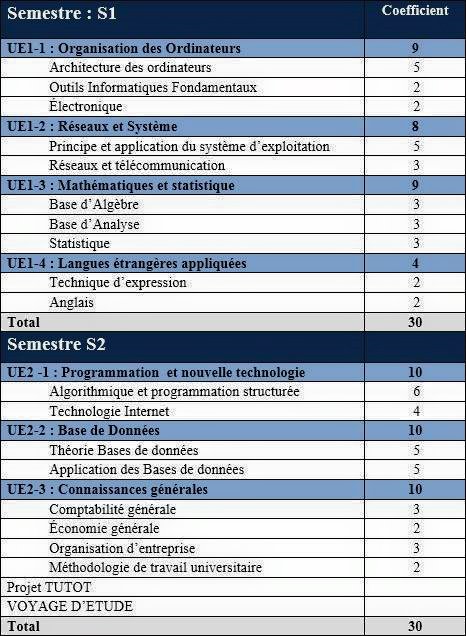 Semestre : S1 Coefficient
UE1-1 : Organisation des Ordinateurs 9
Architecture des ordinateurs 5
Outils Informatiques Fondamentaux 2
Électronique 2
UE1-2 : Réseaux et Système 8
Principe et application du système d’exploitation 5
Réseaux et télécommunication 3
UE1-3 : Mathématiques et statistique 9
Base d’Algèbre 3
Base d’Analyse 3
Statistique 3
UE1-4 : Langues étrangères appliquées 4
Technique d’expression 2
Anglais 2
Total 30
Semestre S2
UE2 -1 : Programmation et nouvelle technologie 10
Algorithmique et programmation structurée 6
Technologie Internet 4
UE2-2 : Base de Données 10
Théorie Bases de données 5
Application des Bases de données 5
UE2-3 : Connaissances générales 10
Comptabilité générale 3
Économie générale 2
Organisation d’entreprise 3
Méthodologie de travail universitaire 2
Projet TUTOT
VOYAGE D’ETUDE
Total 30